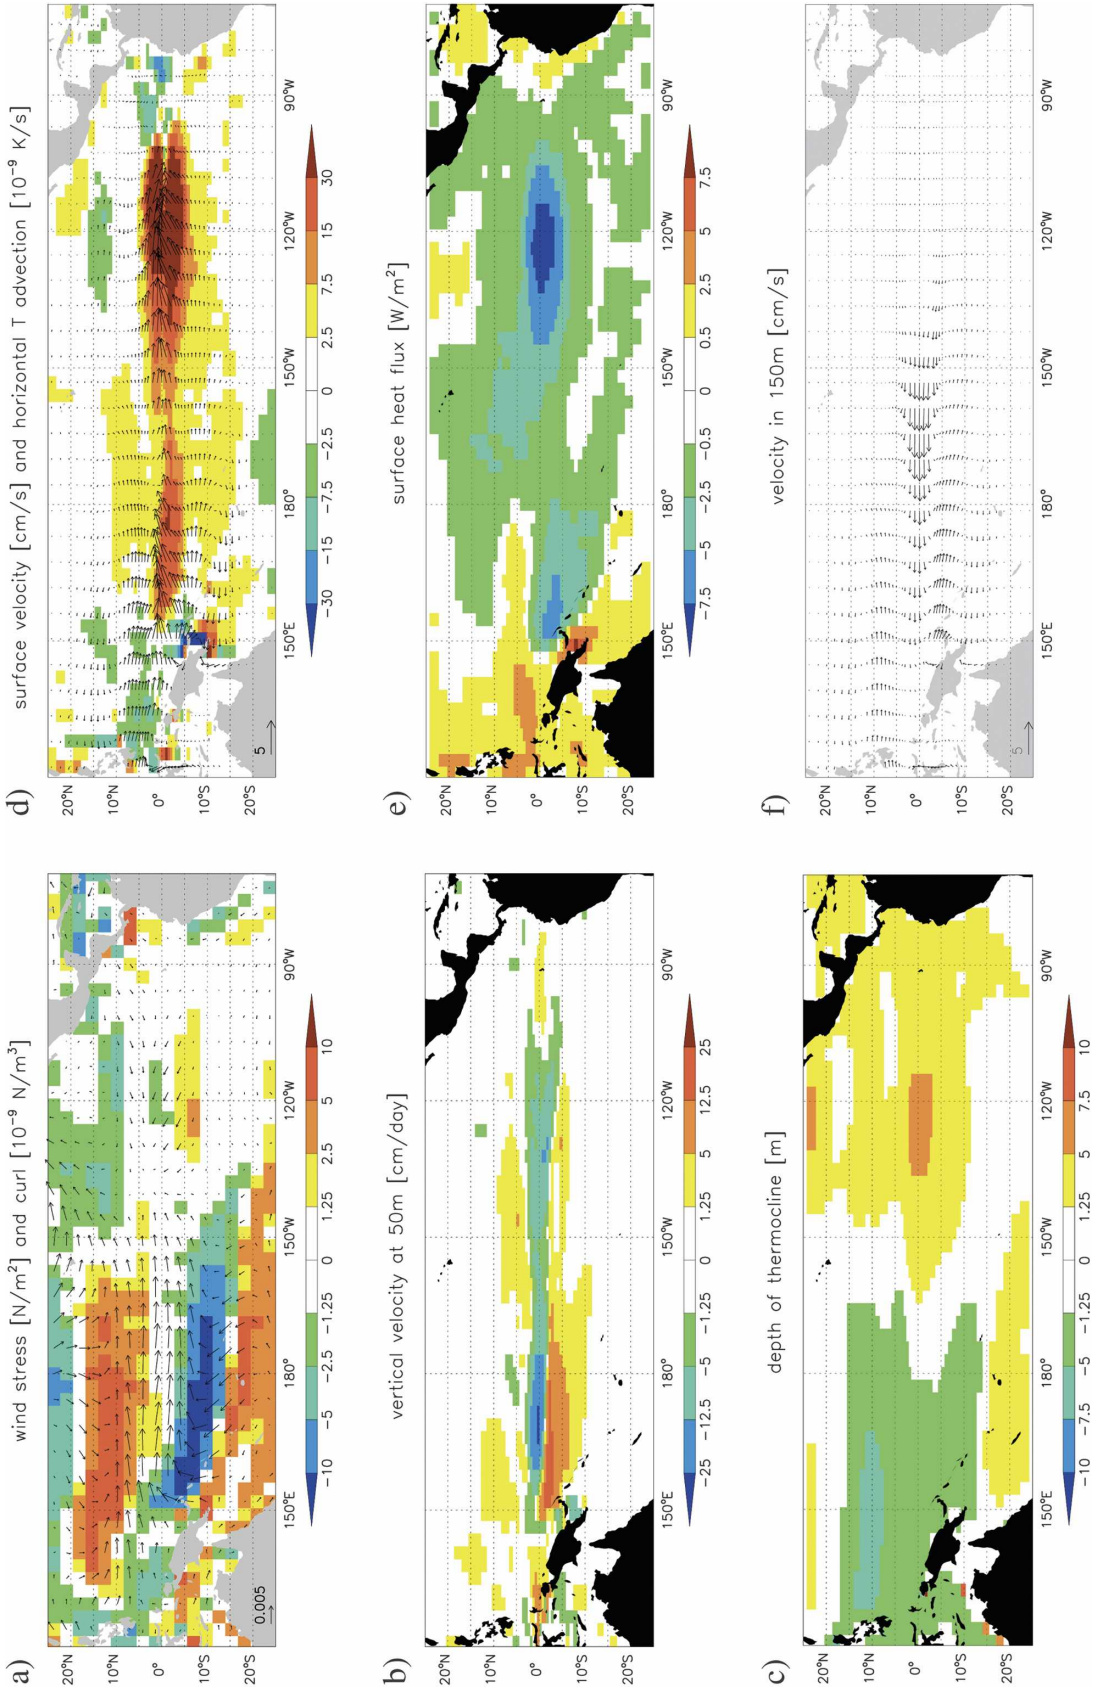 a)
wind stress [N/m²] and curl [10⁻⁹ N/m³]
20°N
10°N
0°
10°S
20°S
0.005
150°E 180° 150°W 120°W 90°W
-10 -5 -2.5 -1.25 0 1.25 2.5 5 10
b)
vertical velocity at 50m [cm/day]
20°N
10°N
0°
10°S
20°S
150°E 180° 150°W 120°W 90°W
-25 -12.5 -5 -1.25 0 1.25 5 12.5 25
c)
depth of thermocline [m]
20°N
10°N
0°
10°S
20°S
150°E 180° 150°W 120°W 90°W
-10 -7.5 -5 -1.25 0 1.25 5 7.5 10
d)
surface velocity [cm/s] and horizontal T advection [10⁻⁹ K/s]
20°N
10°N
0°
10°S
20°S
5
150°E 180° 150°W 120°W 90°W
-30 -15 -7.5 -2.5 0 2.5 7.5 15 30
e)
surface heat flux [W/m²]
20°N
10°N
0°
10°S
20°S
150°E 180° 150°W 120°W 90°W
-7.5 -5 -2.5 -0.5 0.5 2.5 5 7.5
f)
velocity in 150m [cm/s]
20°N
10°N
0°
10°S
20°S
5
150°E 180° 150°W 120°W 90°W